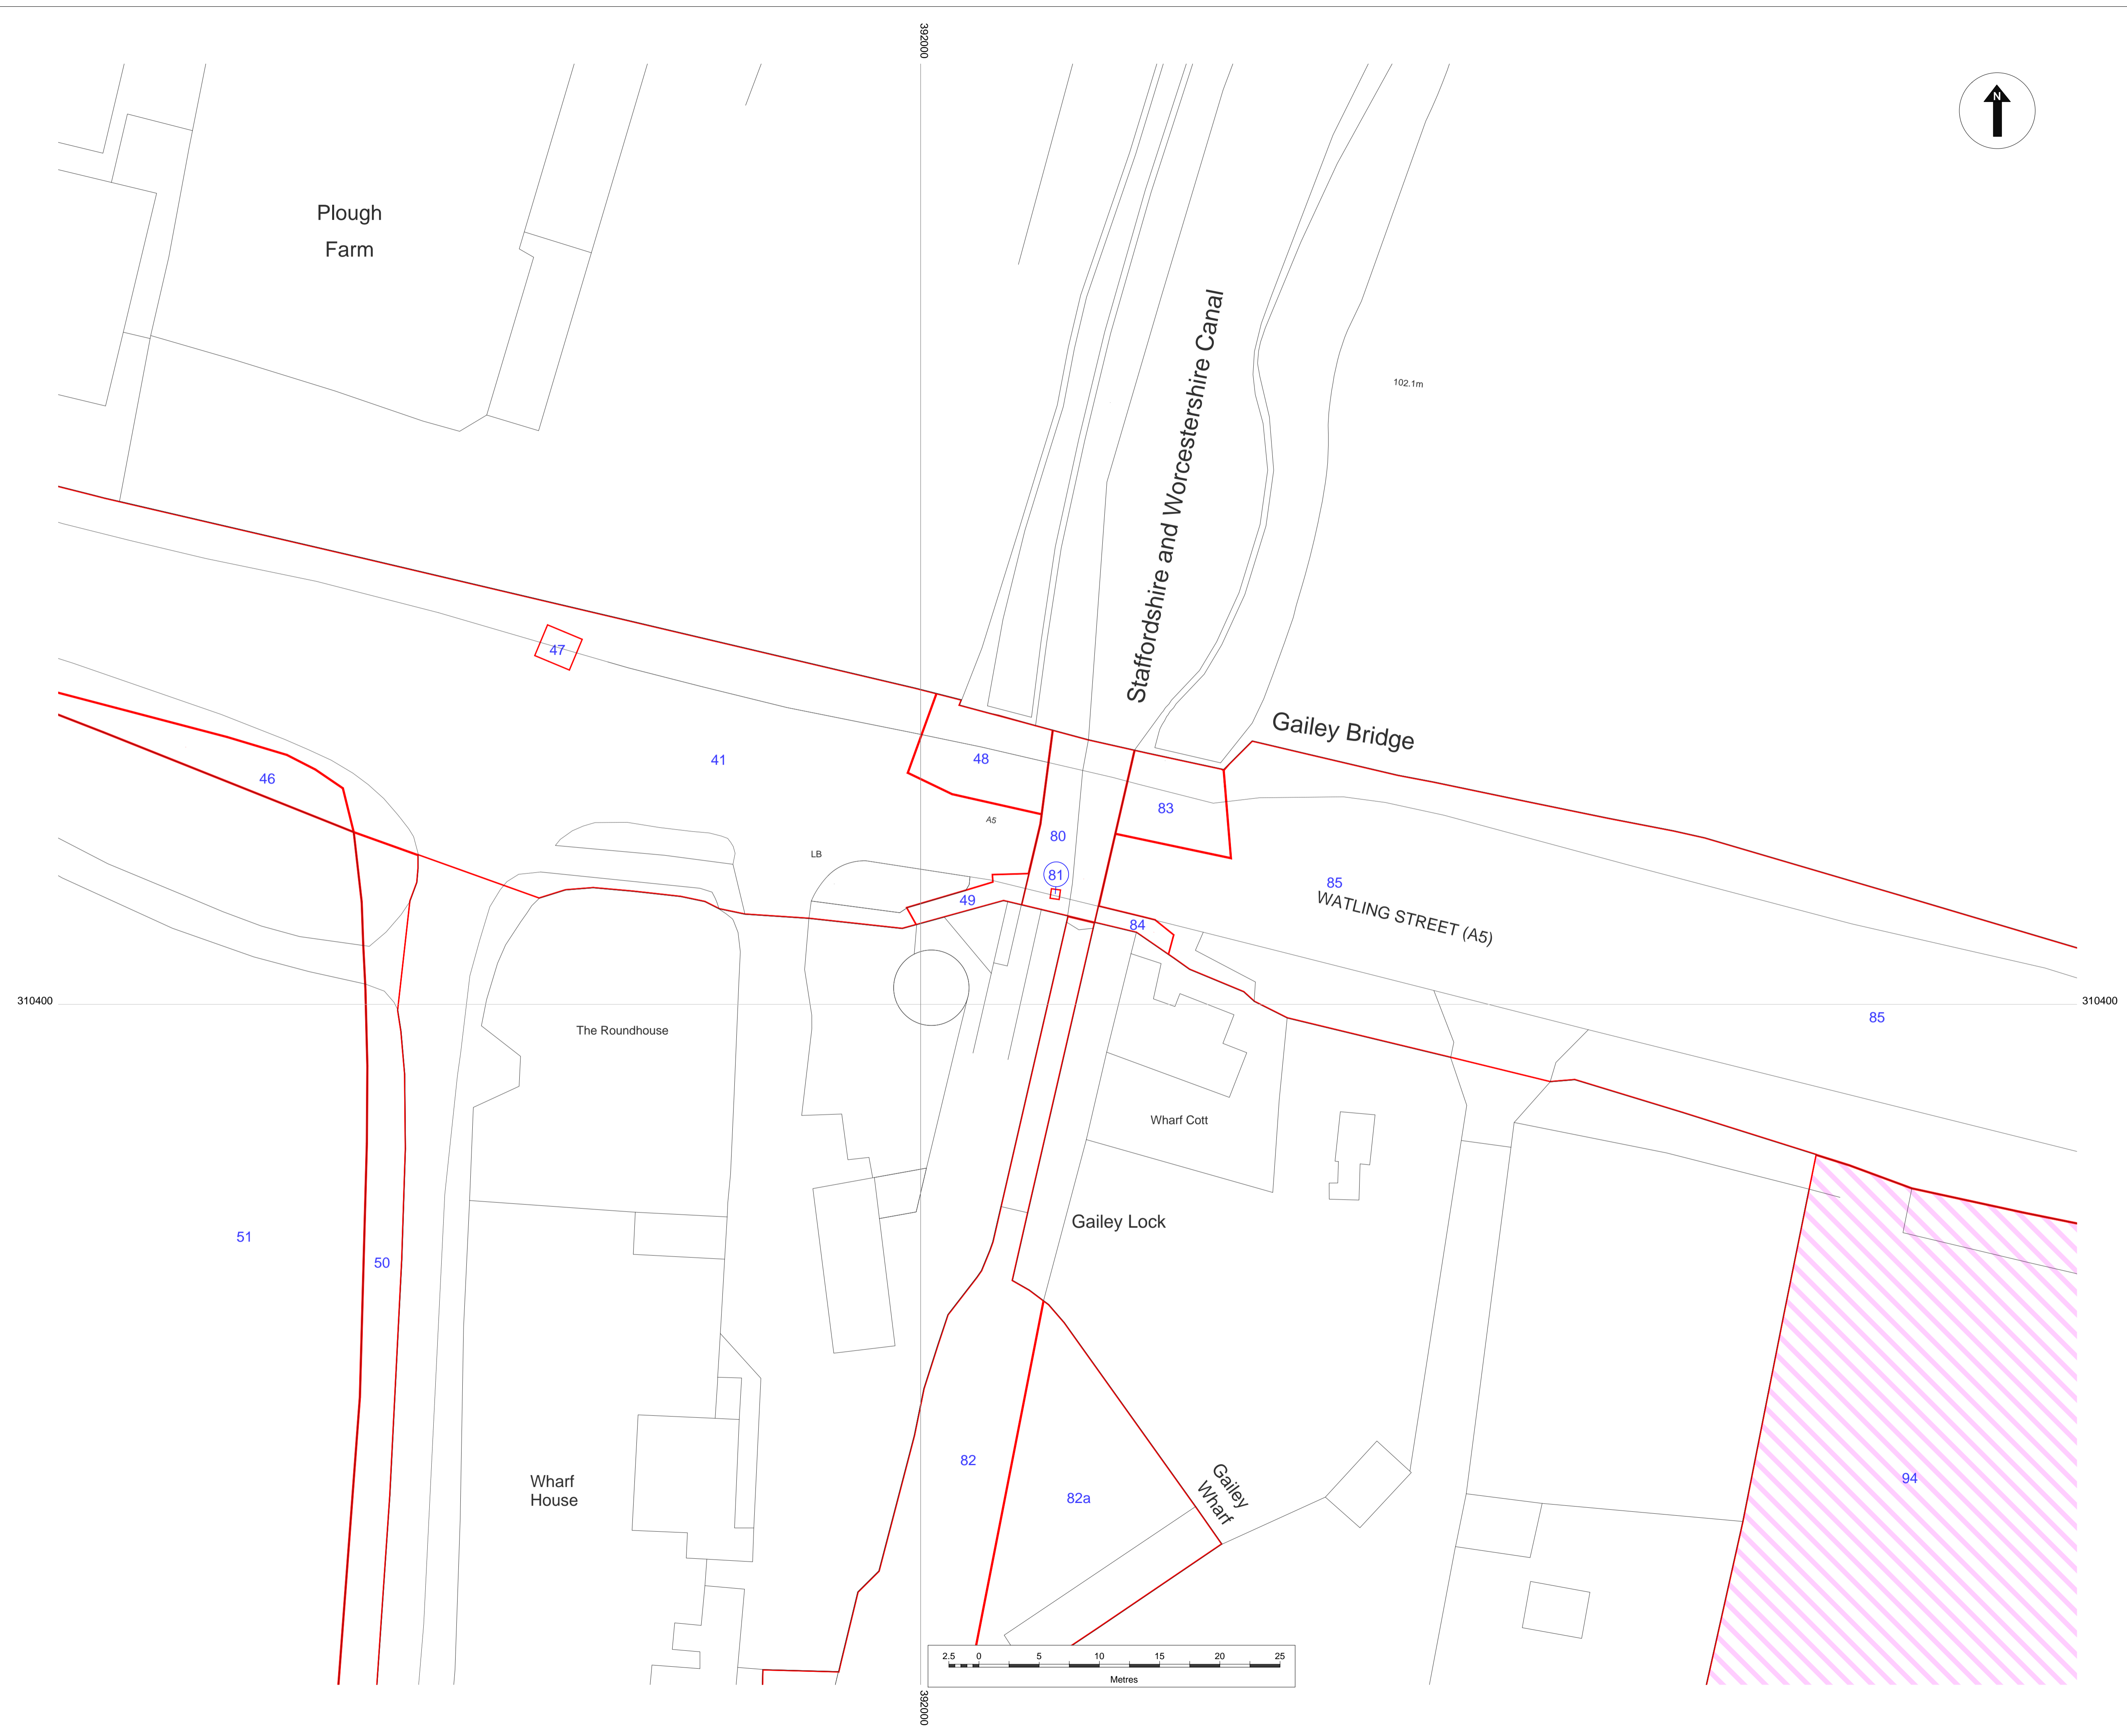 392000
N
Plough
Farm
Staffordshire and Worcestershire Canal
102.1m
47
Gailey Bridge
46
41
48
83
A5
80
LB
81
85
49
WATLING STREET (A5)
84
310400
310400
85
The Roundhouse
Wharf Cott
Gailey Lock
51
50
82
Wharf
House
82a
Gailey
Wharf
94
2.5 0 5 10 15 20 25
Metres
392000